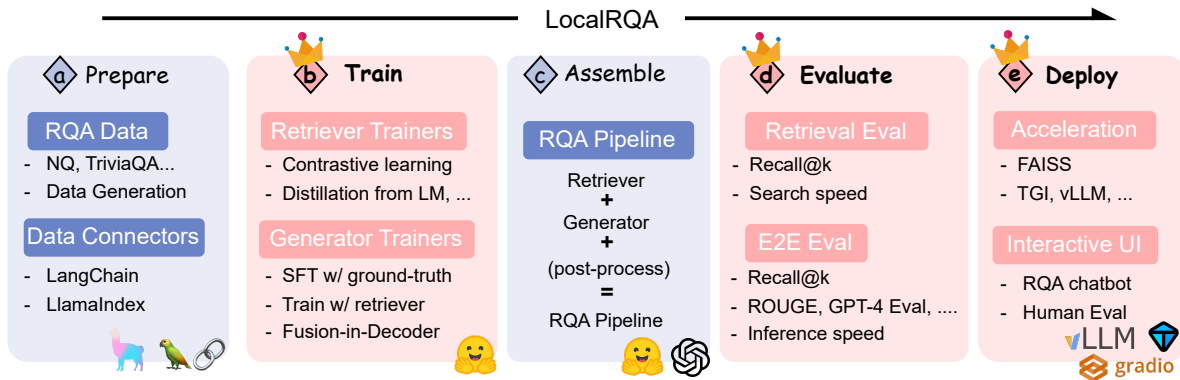 LocalRQA
a Prepare
RQA Data
- NQ, TriviaQA...
- Data Generation
Data Connectors
- LangChain
- LlamaIndex
b Train
Retriever Trainers
- Contrastive learning
- Distillation from LM, ...
Generator Trainers
- SFT w/ ground-truth
- Train w/ retriever
- Fusion-in-Decoder
c Assemble
RQA Pipeline
Retriever
+
Generator
+
(post-process)
=
RQA Pipeline
d Evaluate
Retrieval Eval
- Recall@k
- Search speed
E2E Eval
- Recall@k
- ROUGE, GPT-4 Eval, ....
- Inference speed
e Deploy
Acceleration
- FAISS
- TGI, vLLM, ...
Interactive UI
- RQA chatbot
- Human Eval
vLLM
gradio